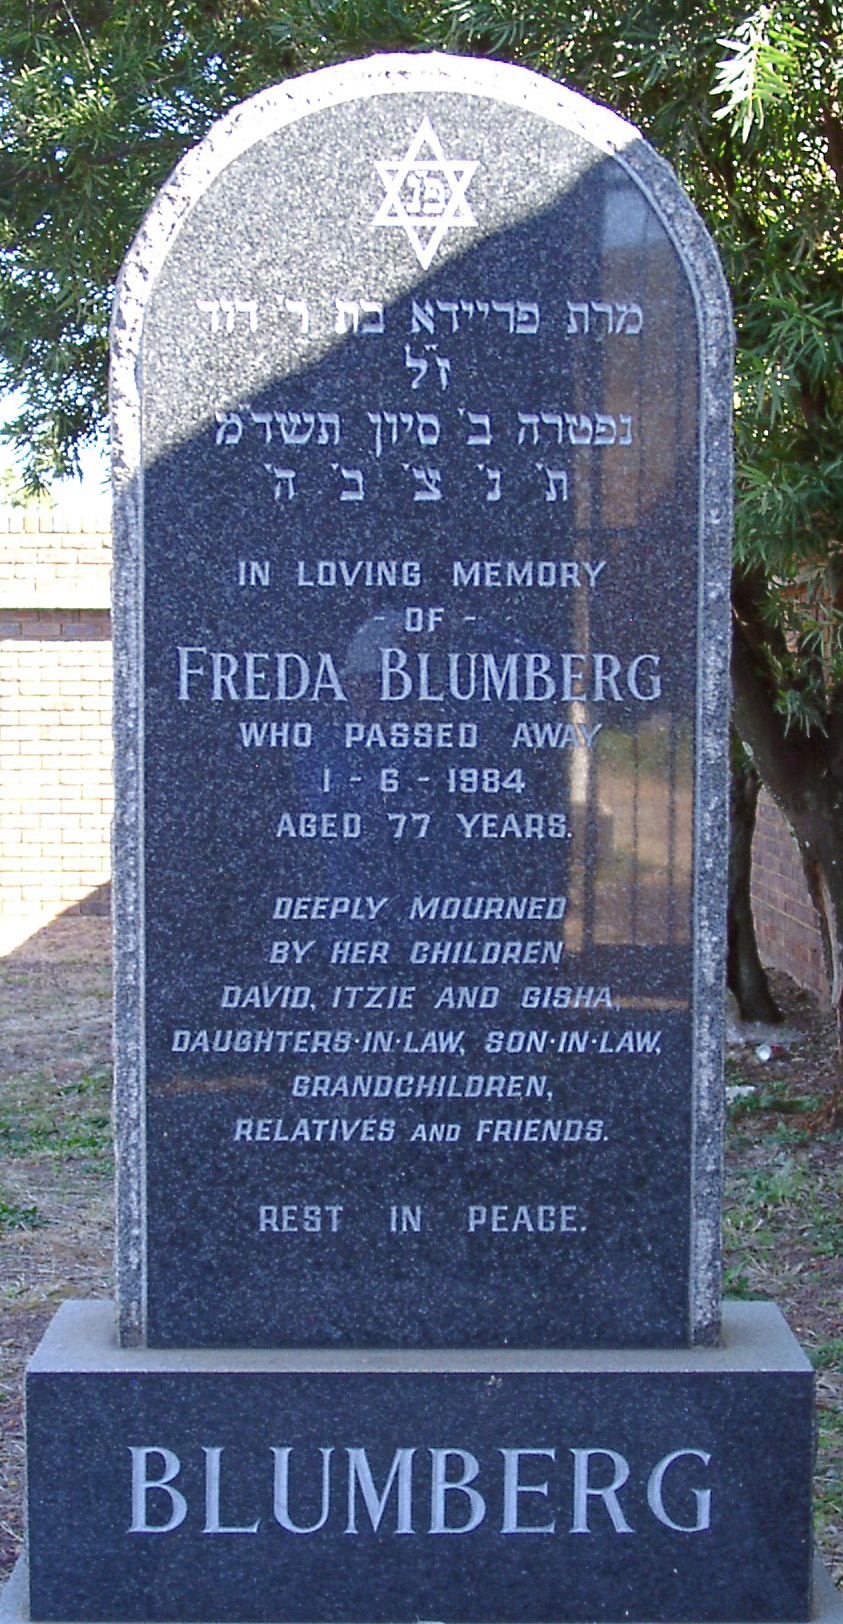 פ"נ
מרת פריידא בת ר' דוד
ז"ל
נפטרה ב' סיון תשד"מ
ת' נ' צ' ב' ה'
IN LOVING MEMORY
- OF -
FREDA BLUMBERG
WHO PASSED AWAY
1 - 6 - 1984
AGED 77 YEARS.
DEEPLY MOURNED
BY HER CHILDREN
DAVID, ITZIE AND GISHA,
DAUGHTERS-IN-LAW, SON-IN-LAW,
GRANDCHILDREN,
RELATIVES AND FRIENDS.
REST IN PEACE.
BLUMBERG